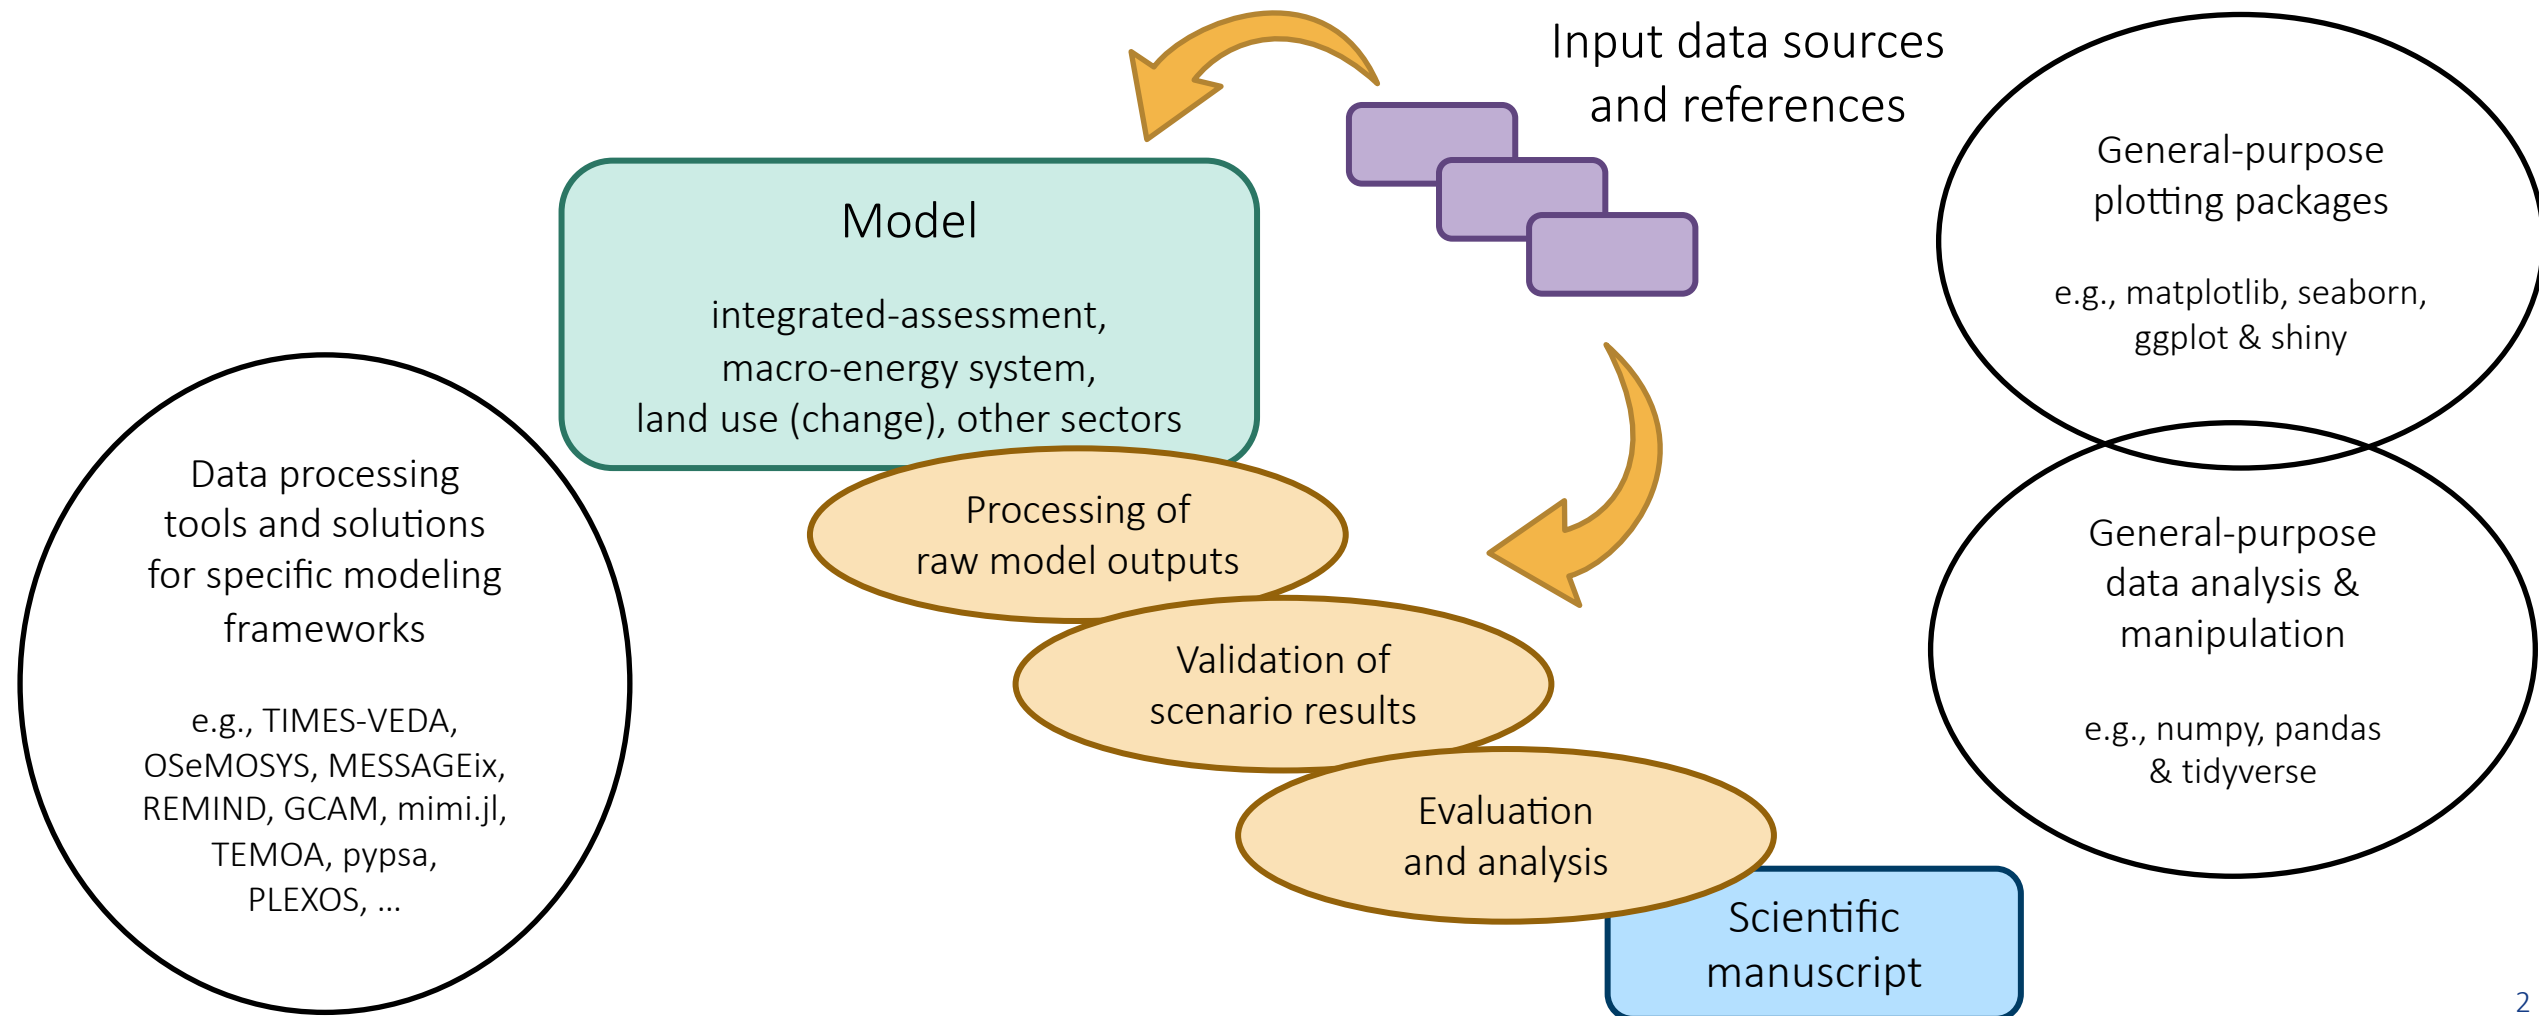 Input data sources
and references
Model
integrated-assessment,
macro-energy system,
land use (change), other sectors
Processing of
raw model outputs
Validation of
scenario results
Evaluation
and analysis
Scientific
manuscript
Data processing
tools and solutions
for specific modeling
frameworks
e.g., TIMES-VEDA,
OSeMOSYS, MESSAGEix,
REMIND, GCAM, mimi.jl,
TEMOA, pypsa,
PLEXOS, ...
General-purpose
plotting packages
e.g., matplotlib, seaborn,
ggplot & shiny
General-purpose
data analysis &
manipulation
e.g., numpy, pandas
& tidyverse
2